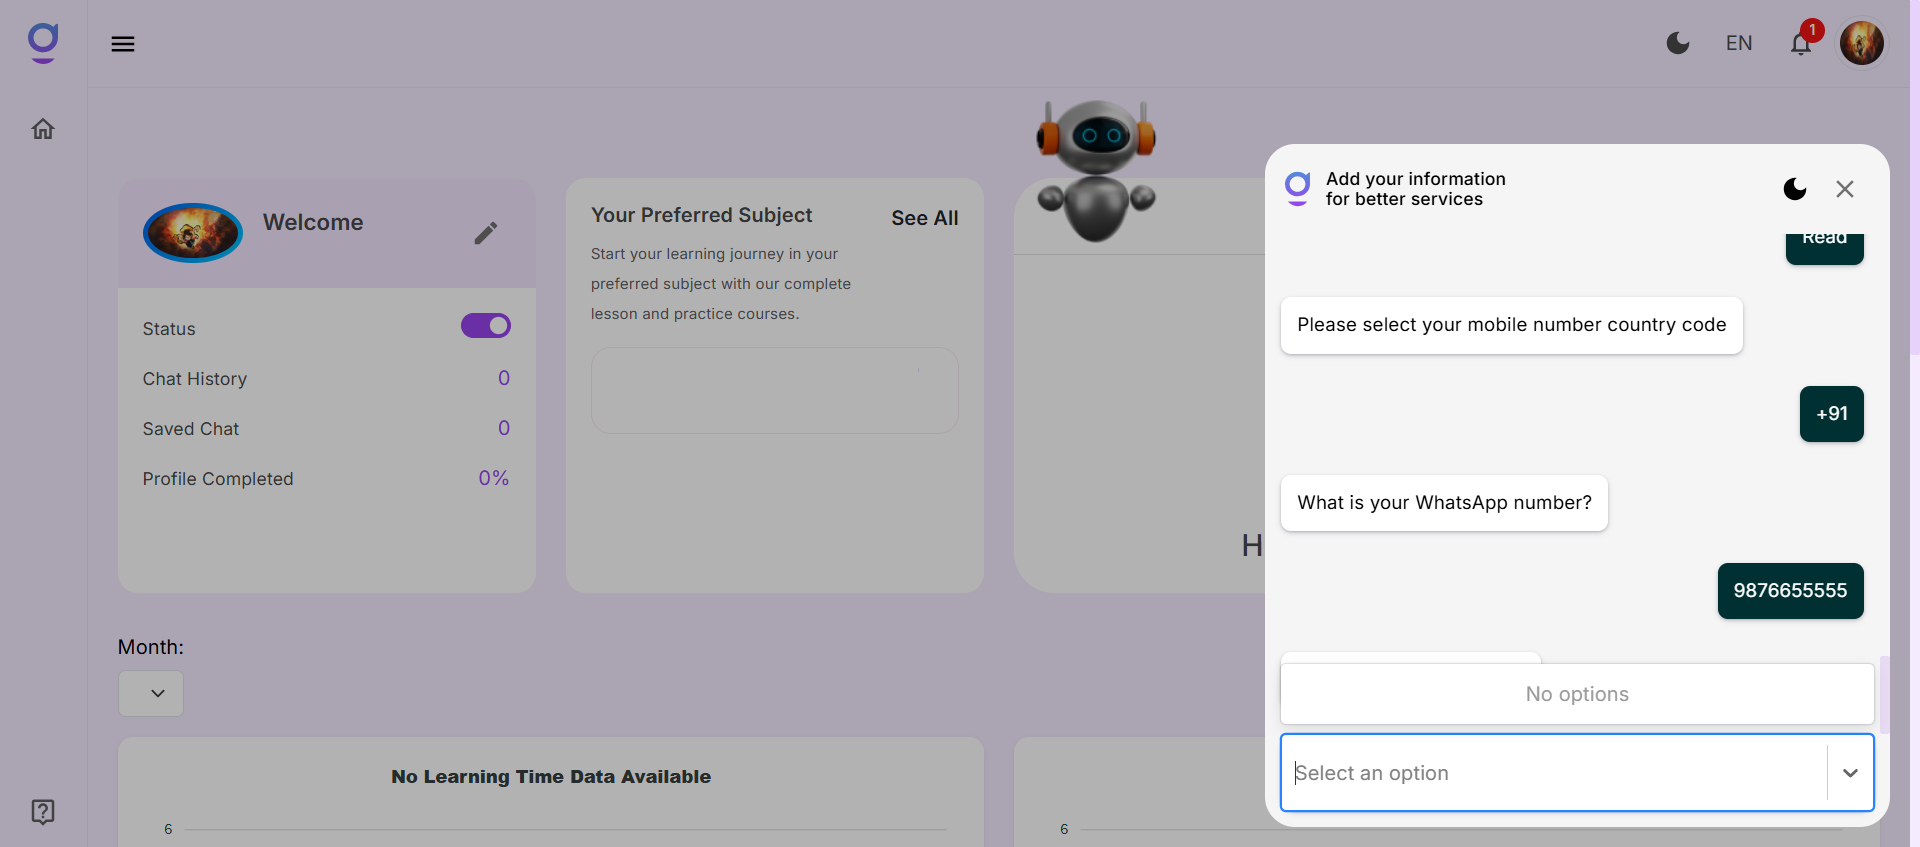 EN
1
Welcome
Status
Chat History 0
Saved Chat 0
Profile Completed 0%
Your Preferred Subject
See All
Start your learning journey in your
preferred subject with our complete
lesson and practice courses.
H
Month:
No Learning Time Data Available
6
6
Add your information
for better services
Read
Please select your mobile number country code
+91
What is your WhatsApp number?
9876655555
No options
Select an option